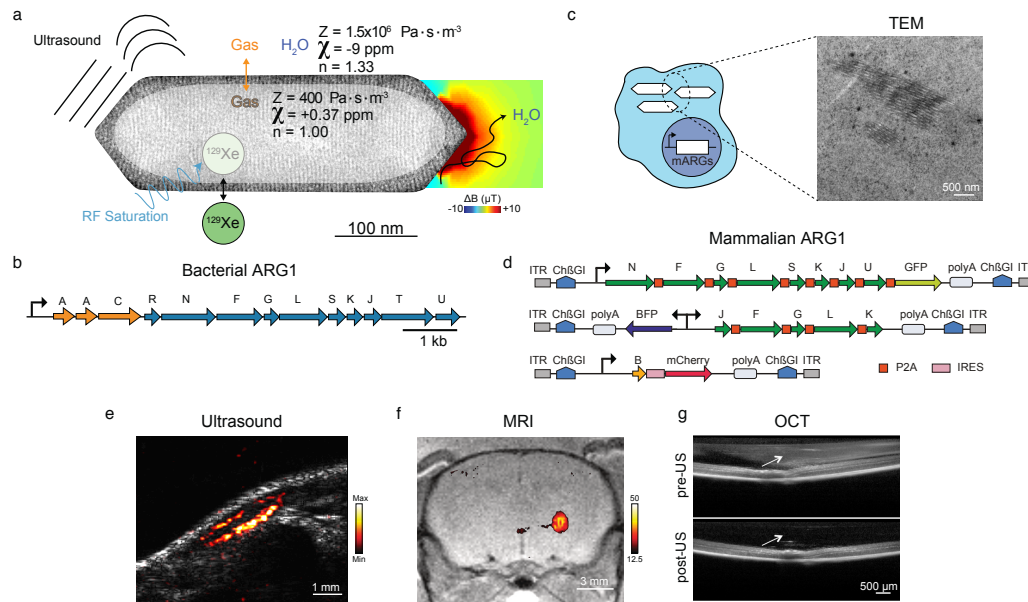 a
Ultrasound
Gas
H₂O
Z = 1.5x10⁶ Pa·s·m⁻³
χ = -9 ppm
n = 1.33
Gas
Z = 400 Pa·s·m⁻³
χ = +0.37 ppm
n = 1.00
H₂O
¹²⁹Xe
RF Saturation
¹²⁹Xe
ΔB (µT)
-10 +10
100 nm
b
Bacterial ARG1
A A C R N F G L S K J T U
1 kb
c
TEM
mARGs
500 nm
Mammalian ARG1
d
ITR ChßGI N F G L S K J U GFP polyA ChßGI IT
ITR ChßGI polyA BFP J F G L K polyA ChßGI ITR
ITR ChßGI B mCherry polyA ChßGI ITR
P2A IRES
e
Ultrasound
Max
Min
1 mm
f
MRI
50
12.5
3 mm
g
OCT
pre-US
post-US
500 µm